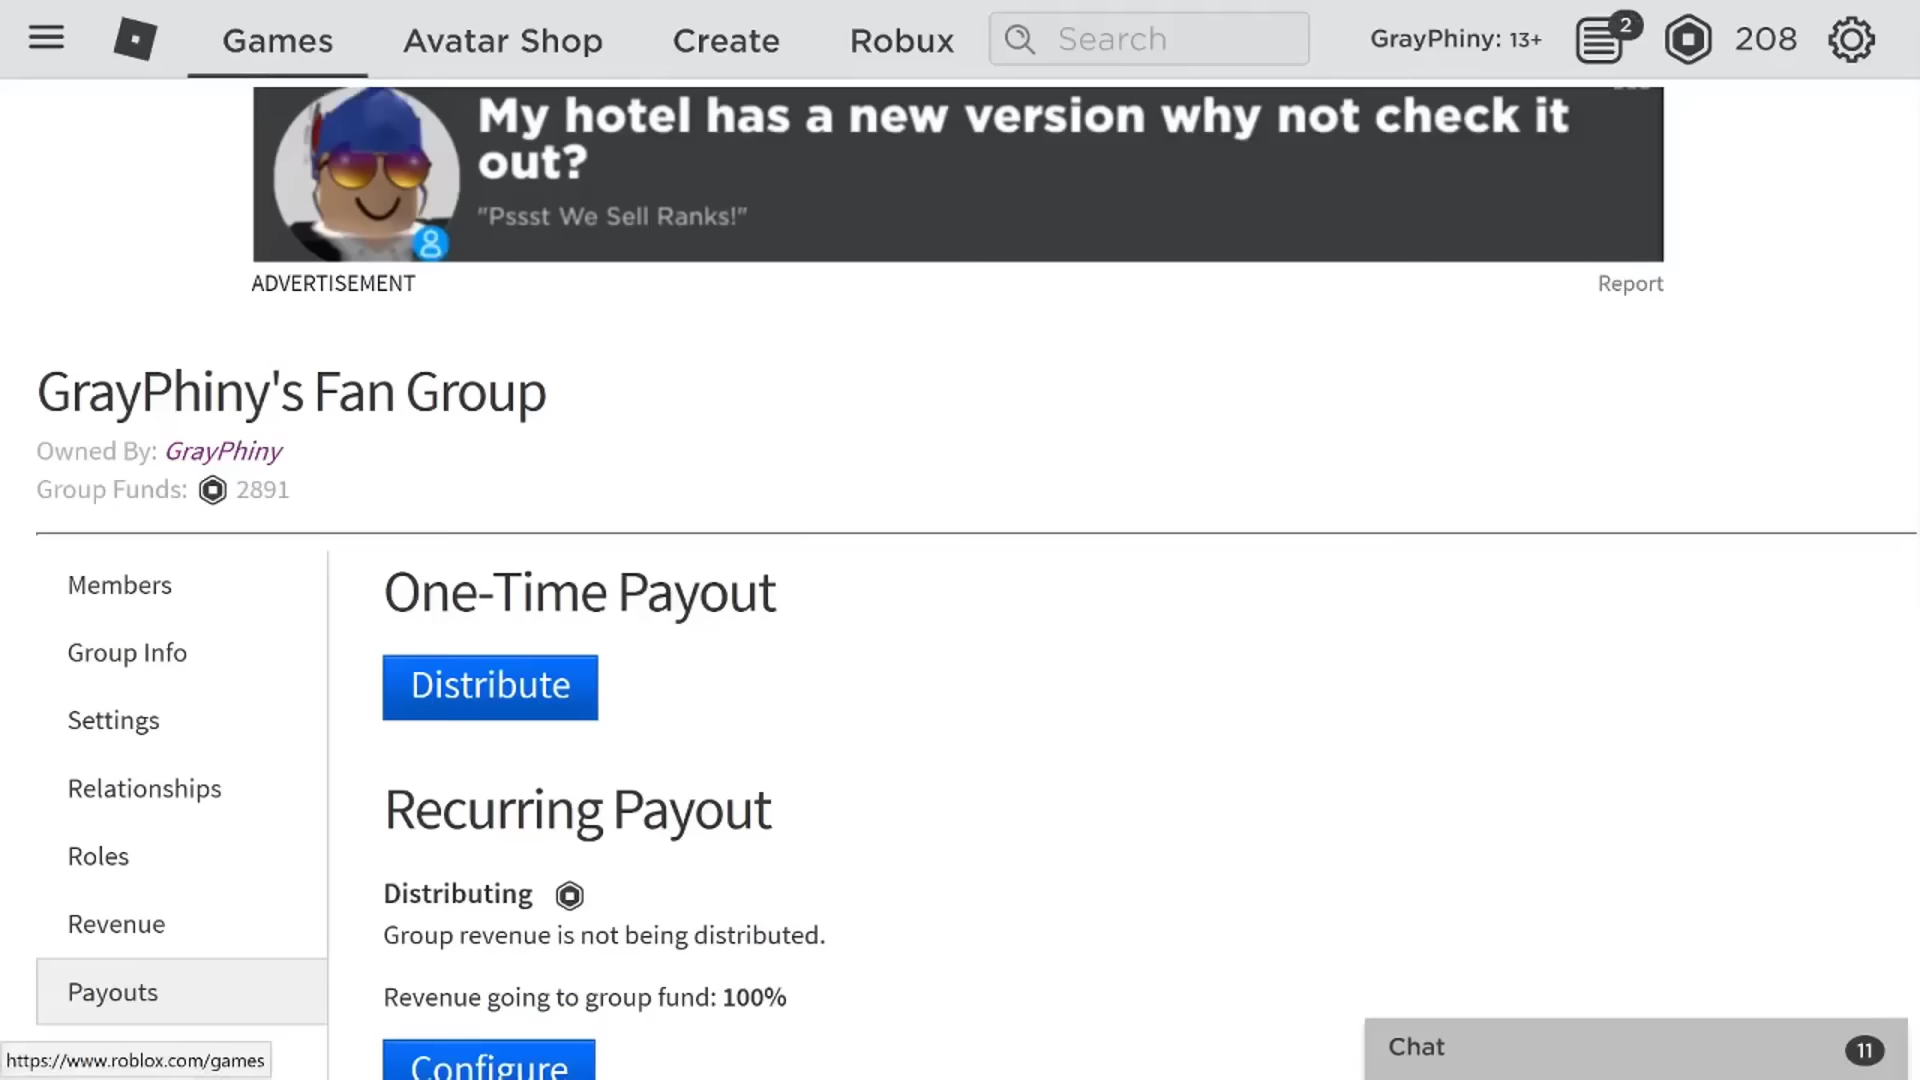 Games Avatar Shop Create Robux Search GrayPhiny: 13+ 2 208
My hotel has a new version why not check it
out?
"Pssst We Sell Ranks!"
ADVERTISEMENT Report
GrayPhiny's Fan Group
Owned By: GrayPhiny
Group Funds: 2891
Members
Group Info
Settings
Relationships
Roles
Revenue
Payouts
One-Time Payout
Distribute
Recurring Payout
Distributing
Group revenue is not being distributed.
Revenue going to group fund: 100%
Configure
Chat 11
https://www.roblox.com/games